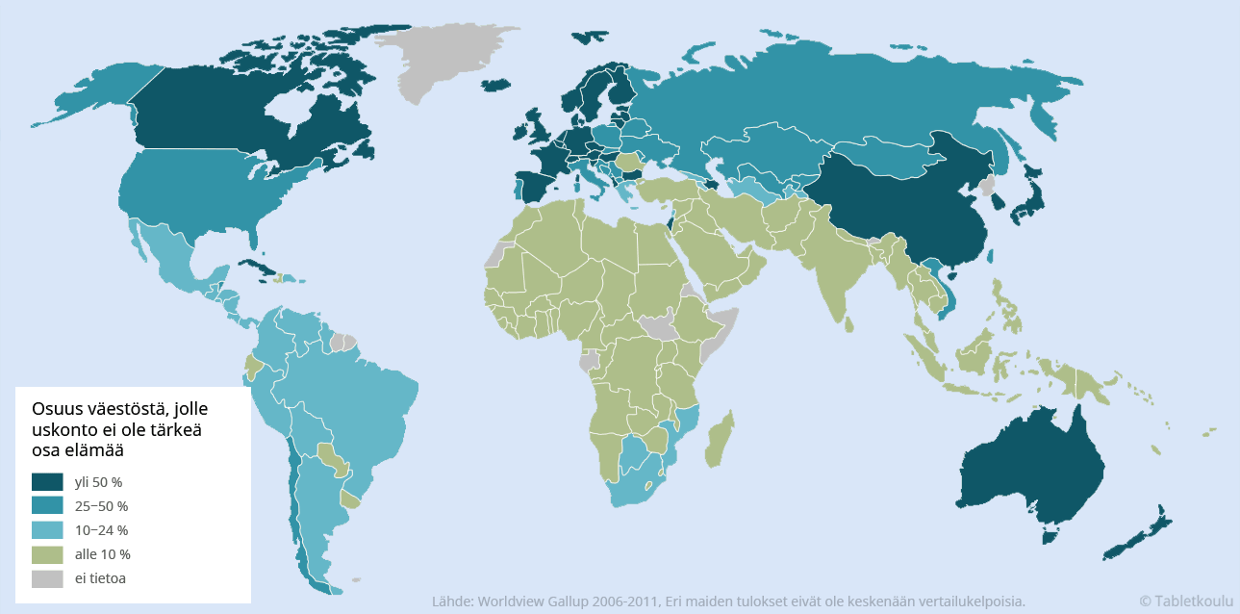 Osuus väestöstä, jolle
uskonto ei ole tärkeä
osa elämää
yli 50 %
25–50 %
10–24 %
alle 10 %
ei tietoa
Lähde: Worldview Gallup 2006-2011, Eri maiden tulokset eivät ole keskenään vertailukelpoisia.
© Tabletkoulu